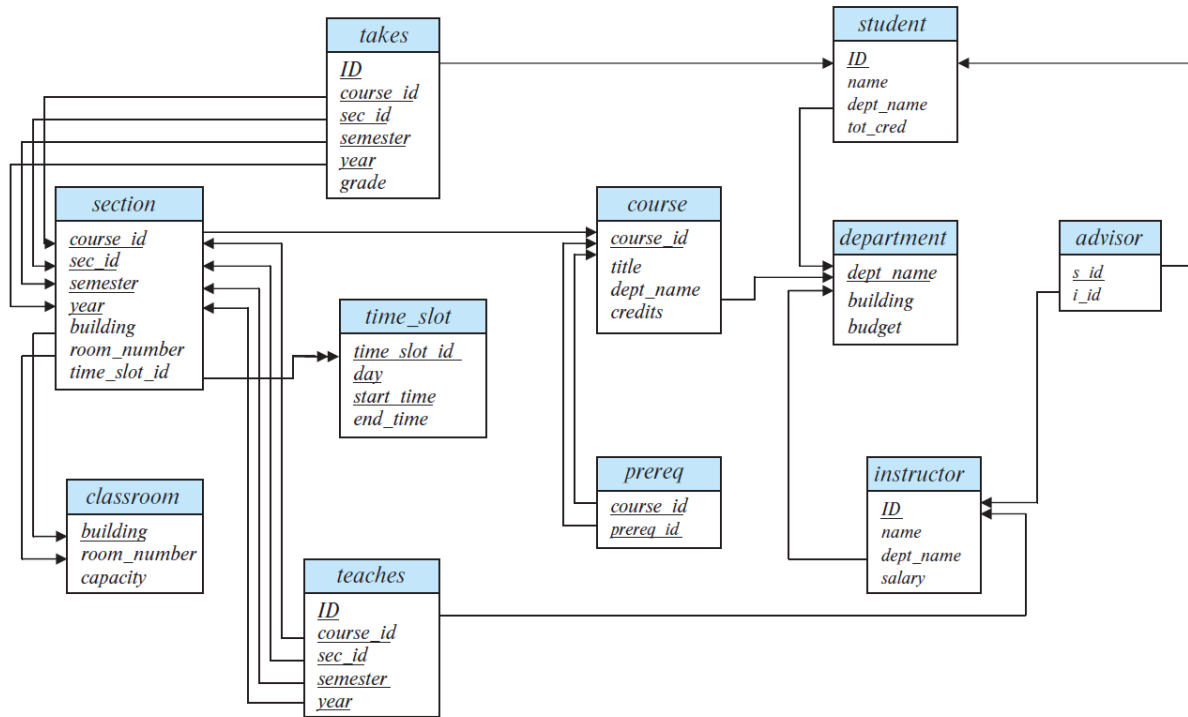 takes
ID
course_id
sec_id
semester
year
grade
student
ID
name
dept_name
tot_cred
section
course_id
sec_id
semester
year
building
room_number
time_slot_id
course
course_id
title
dept_name
credits
department
dept_name
building
budget
advisor
s_id
i_id
time_slot
time_slot_id
day
start_time
end_time
prereq
course_id
prereq_id
instructor
ID
name
dept_name
salary
classroom
building
room_number
capacity
teaches
ID
course_id
sec_id
semester
year